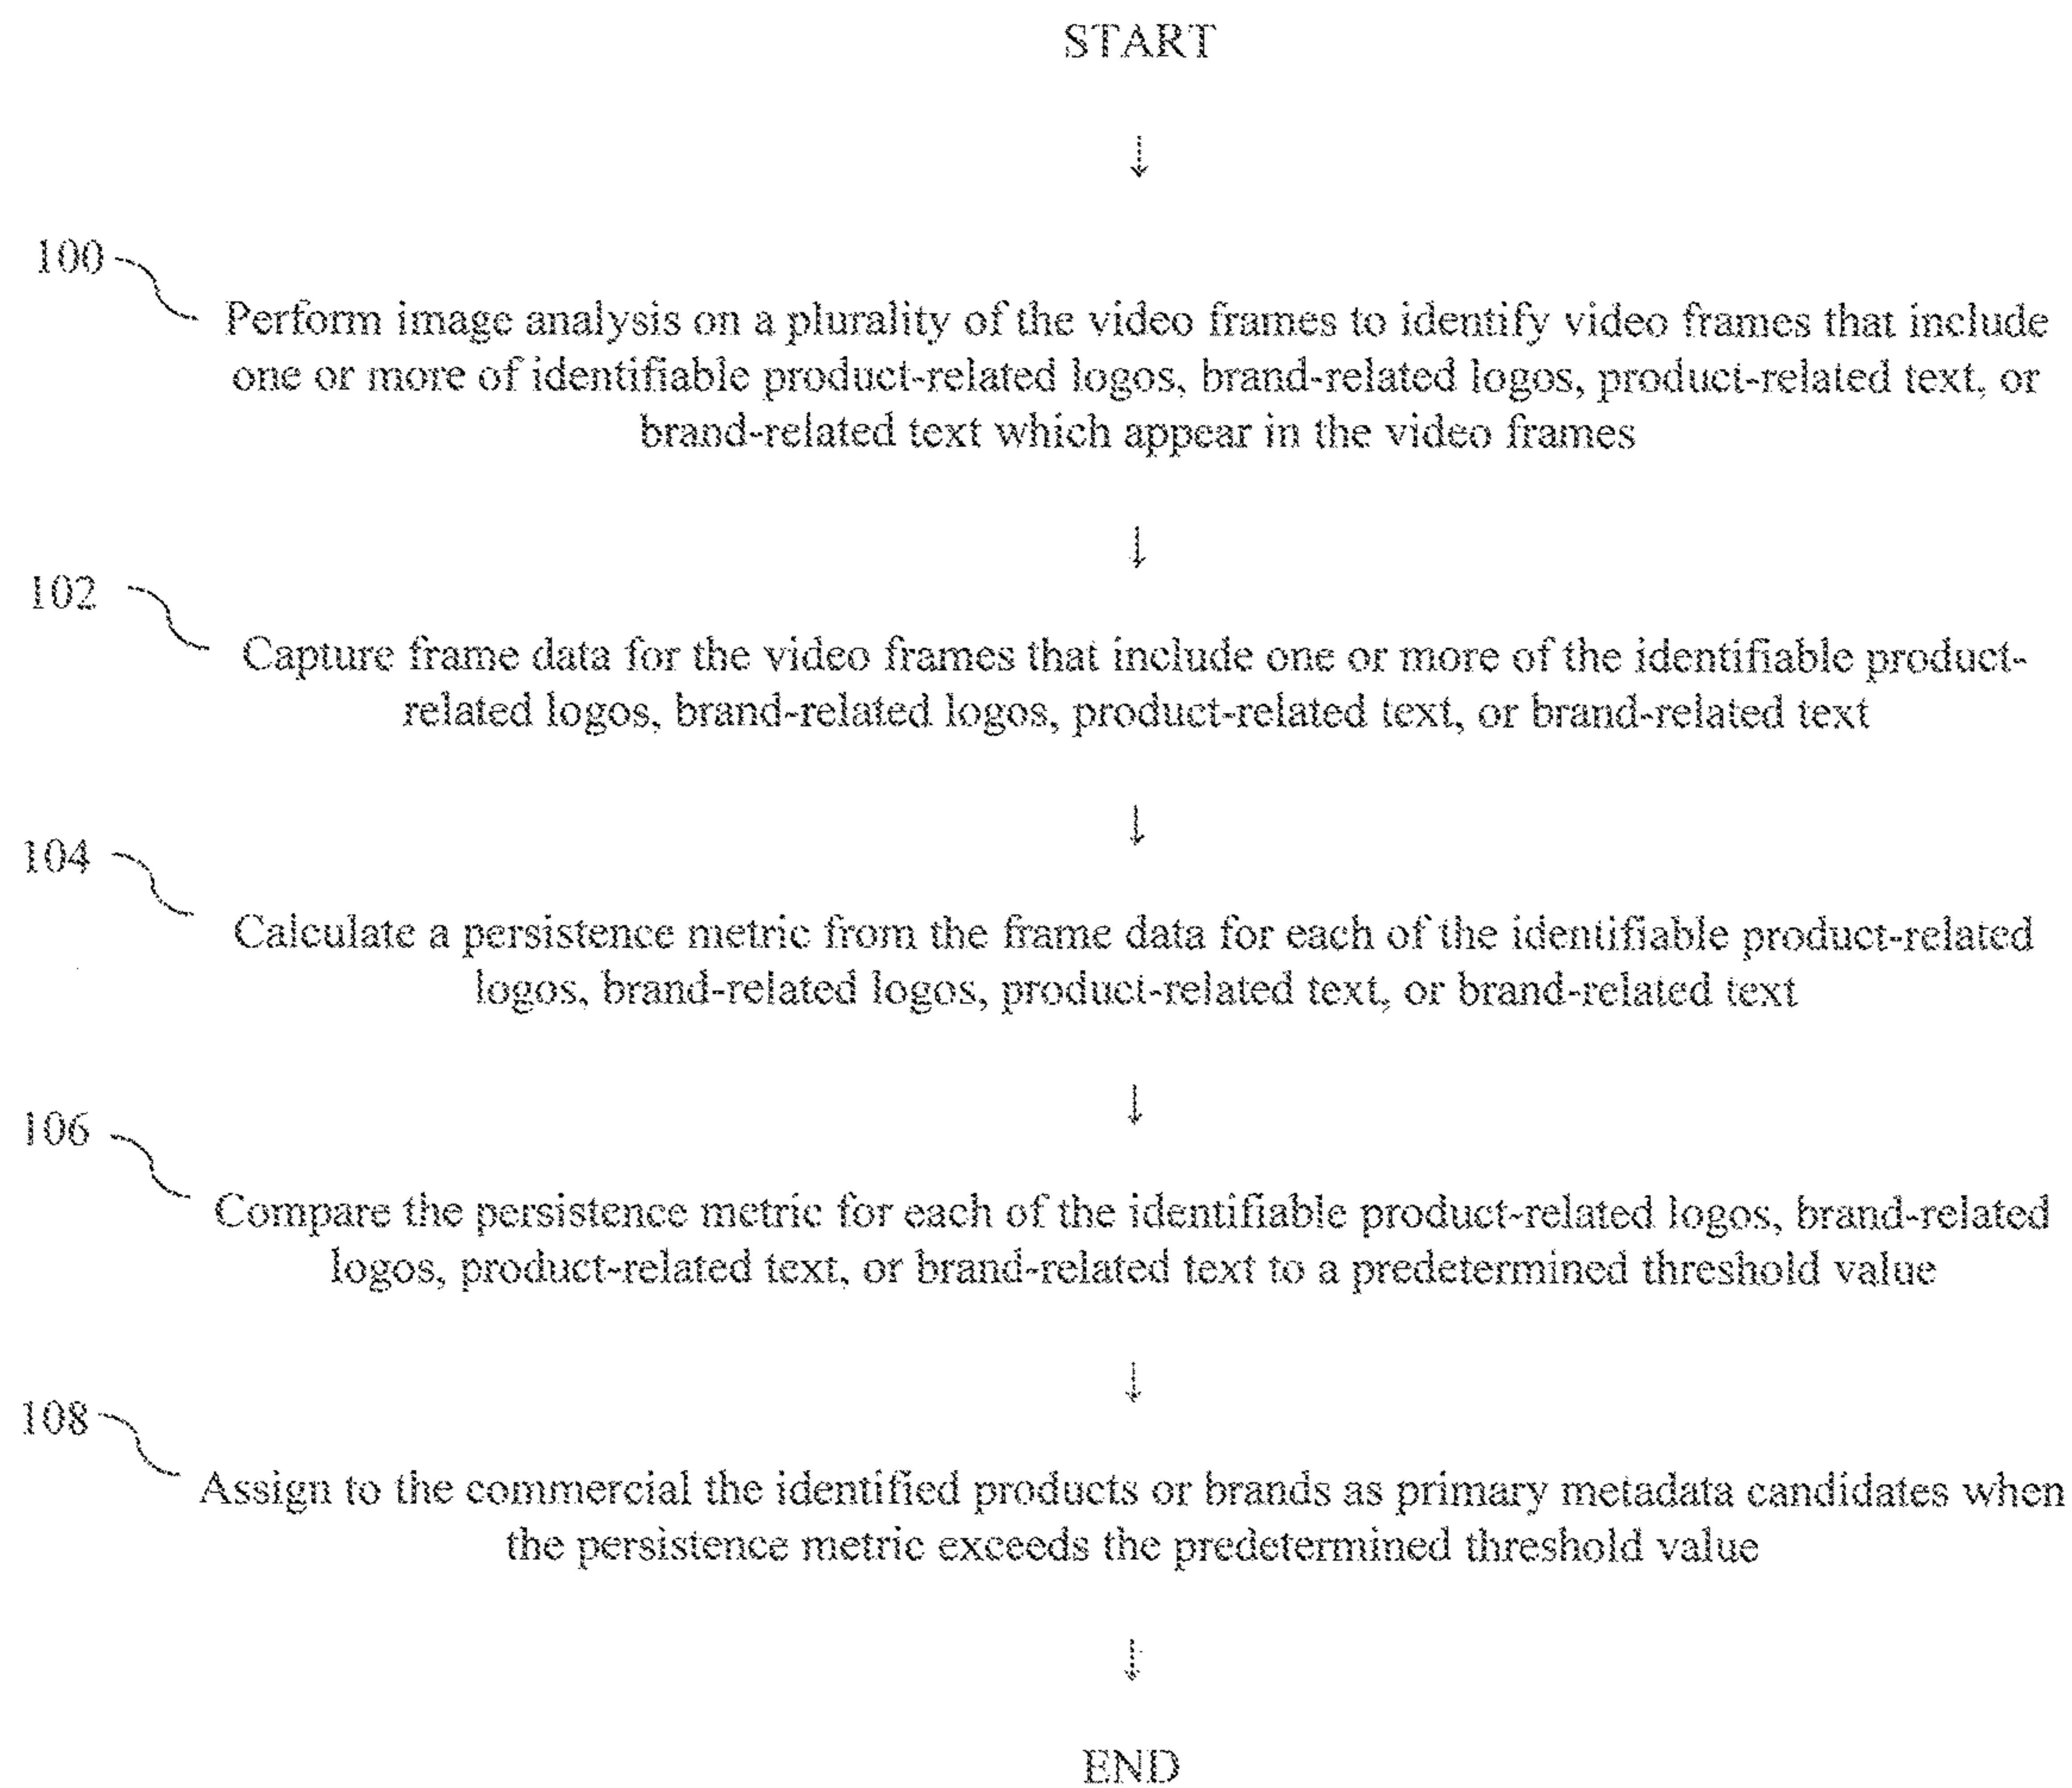 START
↓
100
Perform image analysis on a plurality of the video frames to identify video frames that include
one or more of identifiable product-related logos, brand-related logos, product-related text, or
brand-related text which appear in the video frames
↓
102
Capture frame data for the video frames that include one or more of the identifiable product-
related logos, brand-related logos, product-related text, or brand-related text
↓
104
Calculate a persistence metric from the frame data for each of the identifiable product-related
logos, brand-related logos, product-related text, or brand-related text
↓
106
Compare the persistence metric for each of the identifiable product-related logos, brand-related
logos, product-related text, or brand-related text to a predetermined threshold value
↓
108
Assign to the commercial the identified products or brands as primary metadata candidates when
the persistence metric exceeds the predetermined threshold value
↓
END